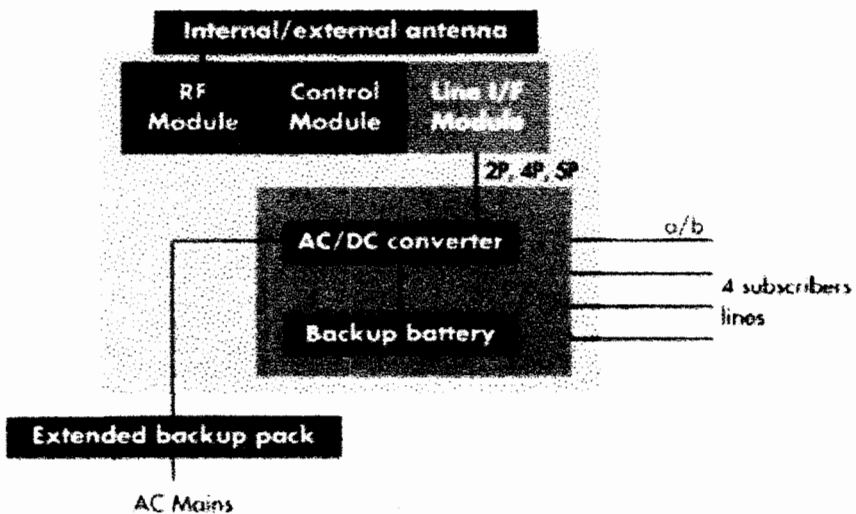 Internal/external antenna
RF
Module
Control
Module
Line I/F
Module
2P, 4P, 5P
AC/DC converter
a/b
4 subscribers
lines
Backup battery
Extended backup pack
AC Mains